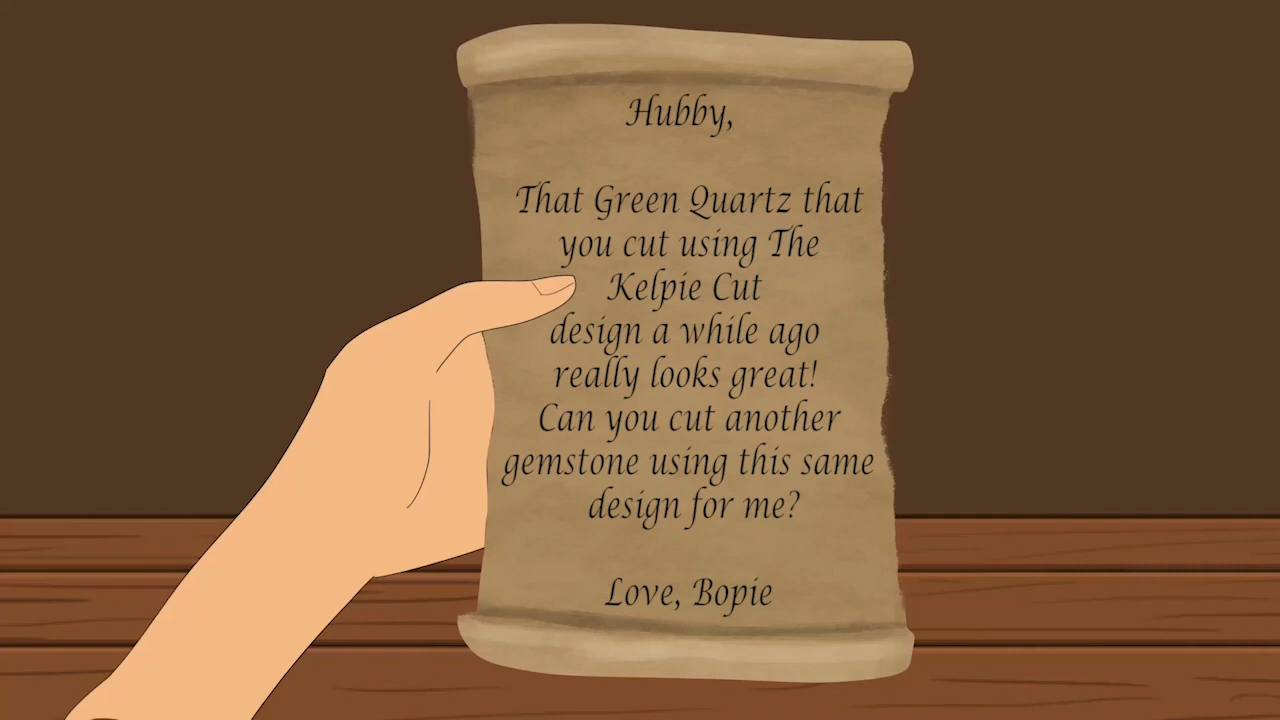 Hubby,
That Green Quartz that
you cut using The
Kelpie Cut
design a while ago
really looks great!
Can you cut another
gemstone using this same
design for me?
Love, Bopie